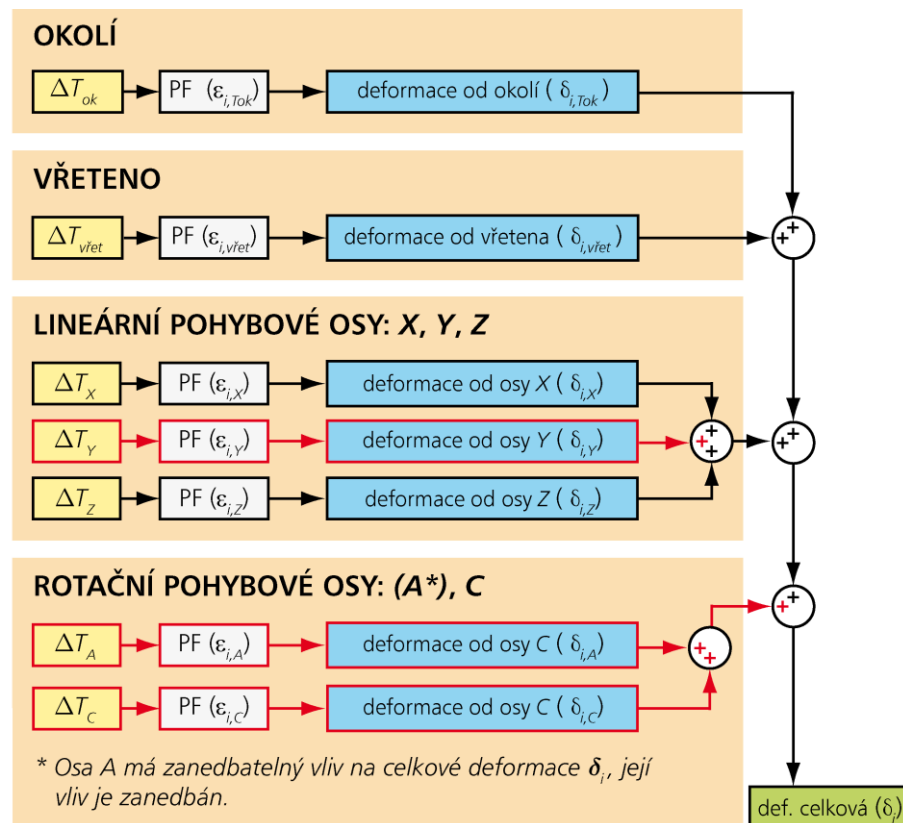 OKOLÍ
ΔT_ok PF (ε_i,Tok) deformace od okolí ( δ_i,Tok)
VŘETENO
ΔT_vřet PF (ε_i,vřet) deformace od vřetena ( δ_i,vřet)
+ +
LINEÁRNÍ POHYBOVÉ OSY: X, Y, Z
ΔT_X PF (ε_i,X) deformace od osy X ( δ_i,X)
ΔT_Y PF (ε_i,Y) deformace od osy Y ( δ_i,Y)
+ + +
+ +
ΔT_Z PF (ε_i,Z) deformace od osy Z ( δ_i,Z)
ROTAČNÍ POHYBOVÉ OSY: (A*), C
+ +
ΔT_A PF (ε_i,A) deformace od osy C ( δ_i,A)
+ +
ΔT_C PF (ε_i,C) deformace od osy C ( δ_i,C)
* Osa A má zanedbatelný vliv na celkové deformace δ_i, její
vliv je zanedbán.
def. celková (δ_i)